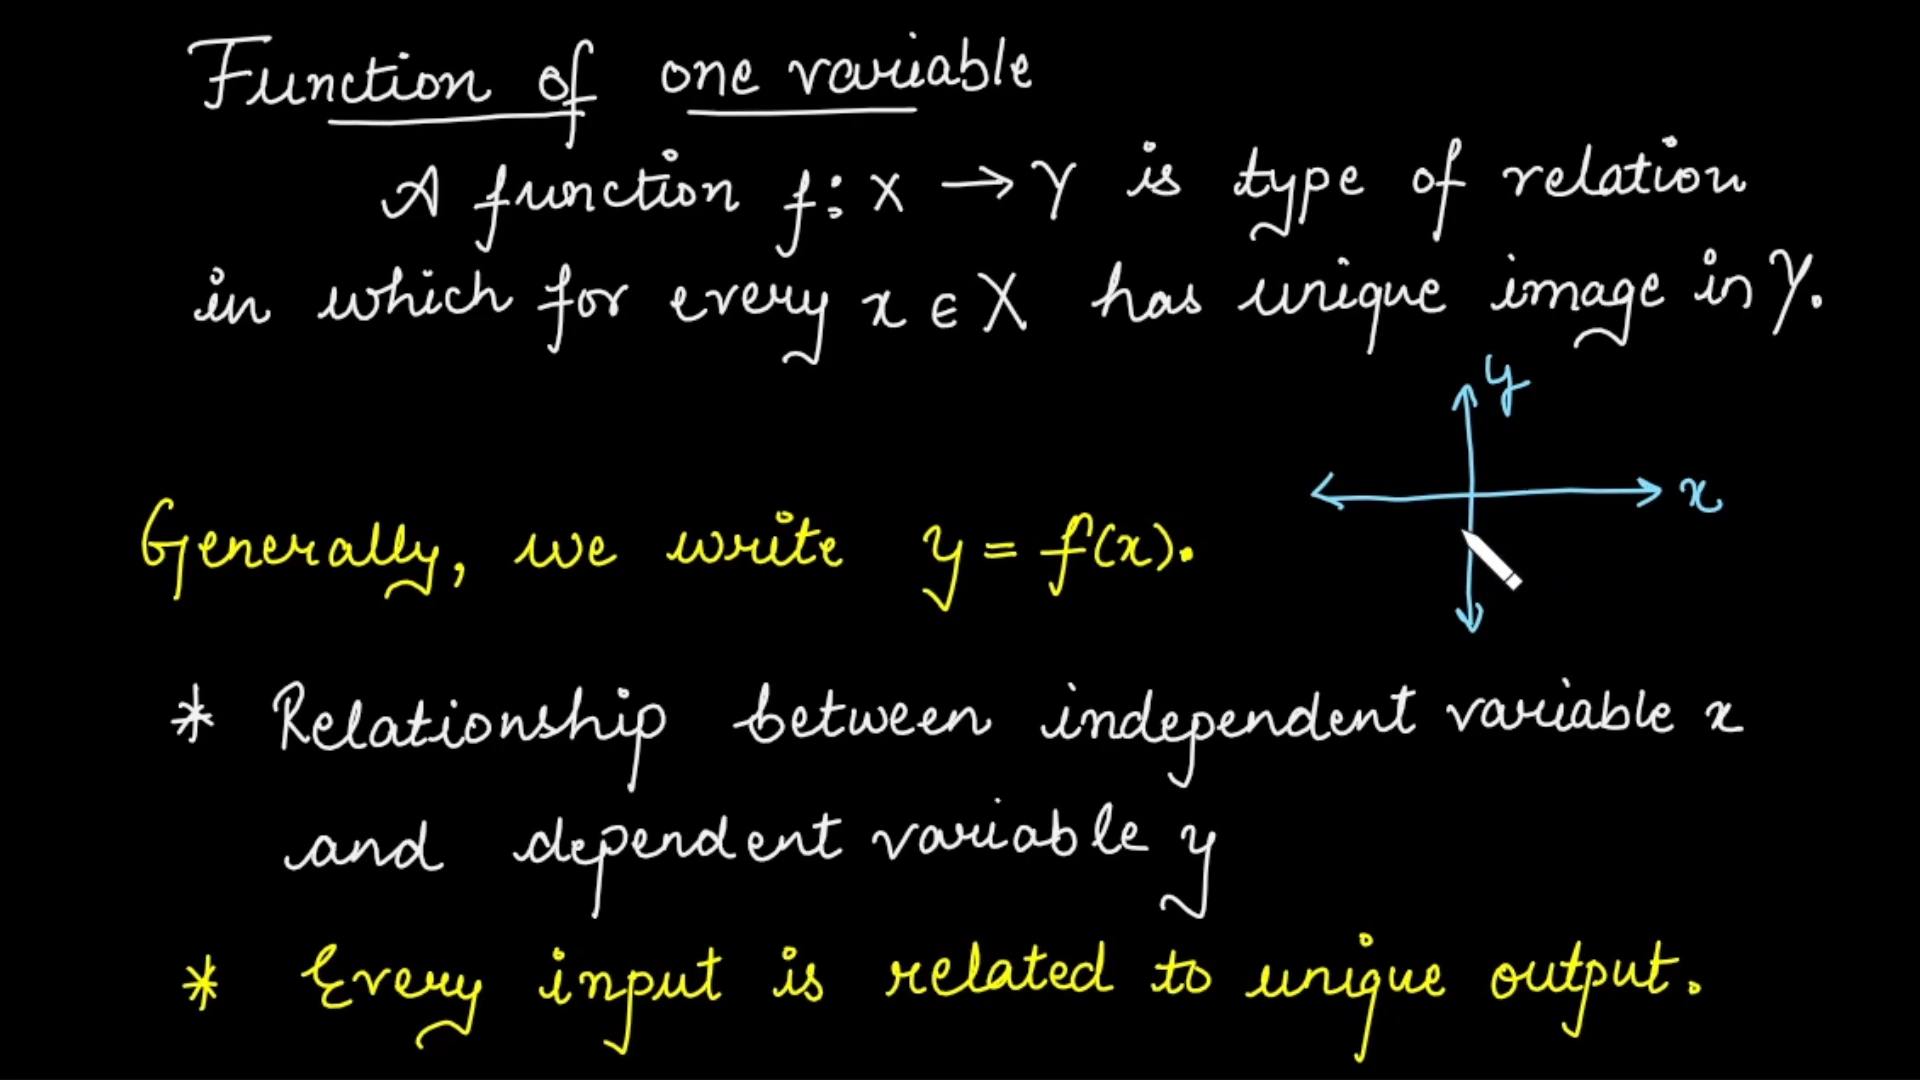 Function of one variable
A function f: X → Y is type of relation
in which for every x ∈ X has unique image in Y.
y
x
Generally, we write y = f(x).
* Relationship between independent variable x
and dependent variable y
* Every input is related to unique output.